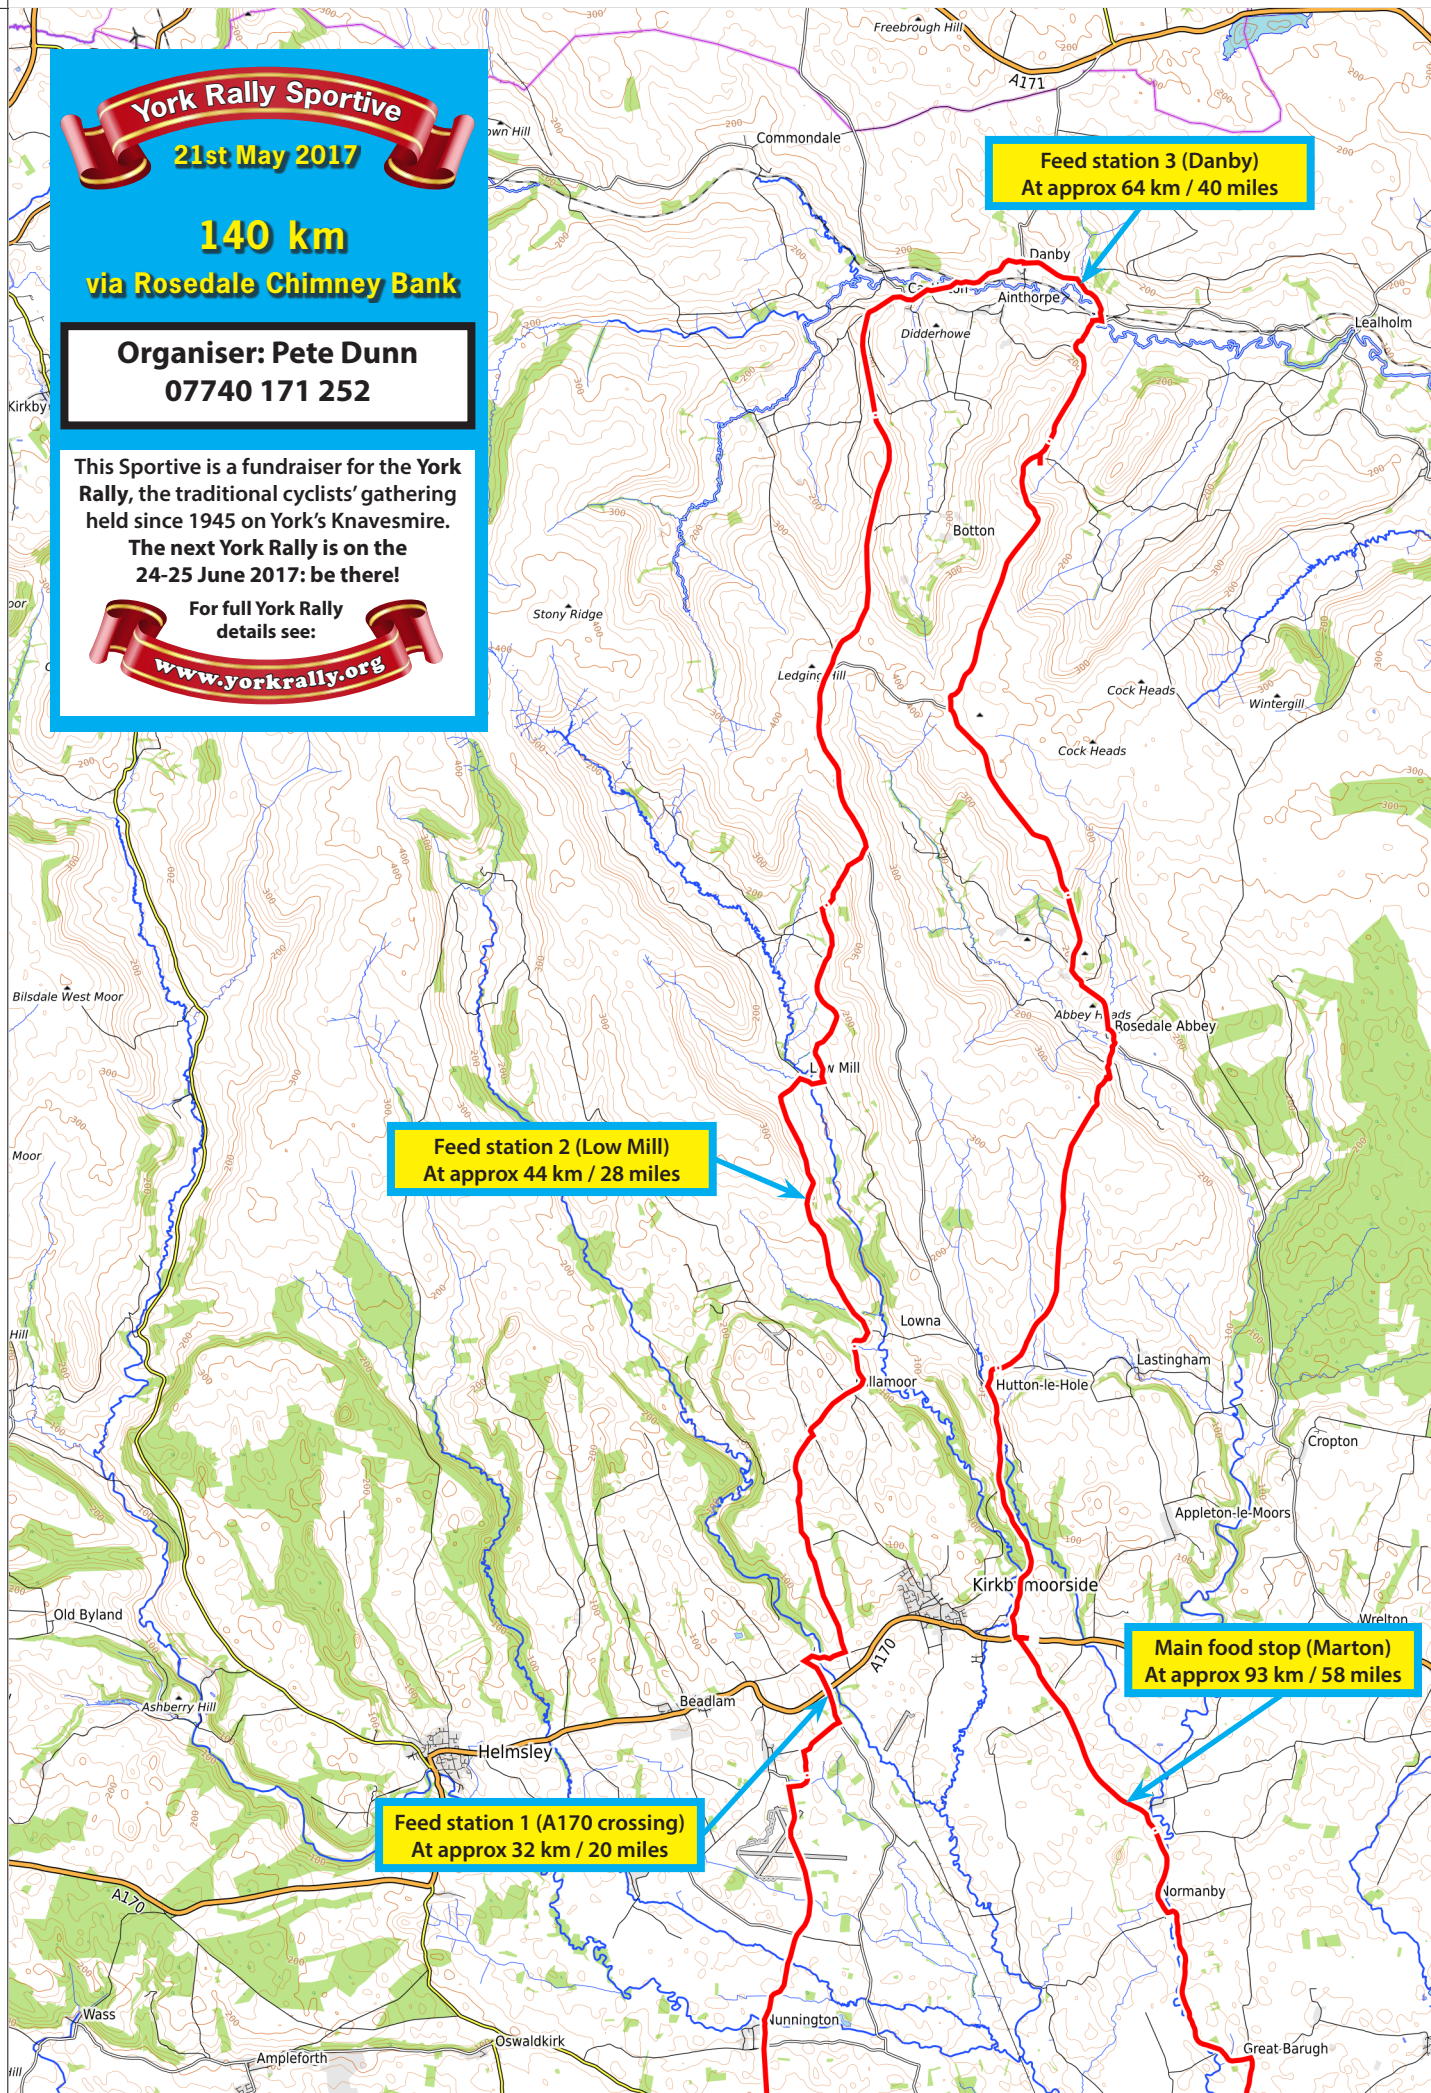 York Rally Sportive
21st May 2017
140 km
via Rosedale Chimney Bank
Organiser: Pete Dunn
07740 171 252
This Sportive is a fundraiser for the York
Rally, the traditional cyclists' gathering
held since 1945 on York's Knavesmire.
The next York Rally is on the
24-25 June 2017: be there!
For full York Rally
details see:
www.yorkrally.org
Freebrough Hill
A171
Commondale
Feed station 3 (Danby)
At approx 64 km / 40 miles
Danby
Ainthorpe
Didderhowe
Lealholm
Kirkby
Botton
Stony Ridge
Cock Heads
Wintergill
Cock Heads
Bilsdale West Moor
Abbey
Rosedale Abbey
Mill
Feed station 2 (Low Mill)
At approx 44 km / 28 miles
Moor
Lowna
Hill
Lastingham
Hutton-le-Hole
Cropton
Appleton-le-Moors
Old Byland
Wrelton
A170
Main food stop (Marton)
At approx 93 km / 58 miles
Beadlam
Ashberry Hill
Helmsley
Feed station 1 (A170 crossing)
At approx 32 km / 20 miles
A170
Normanby
Wass
Nunnington
Oswaldkirk
Ampleforth
Great Barugh